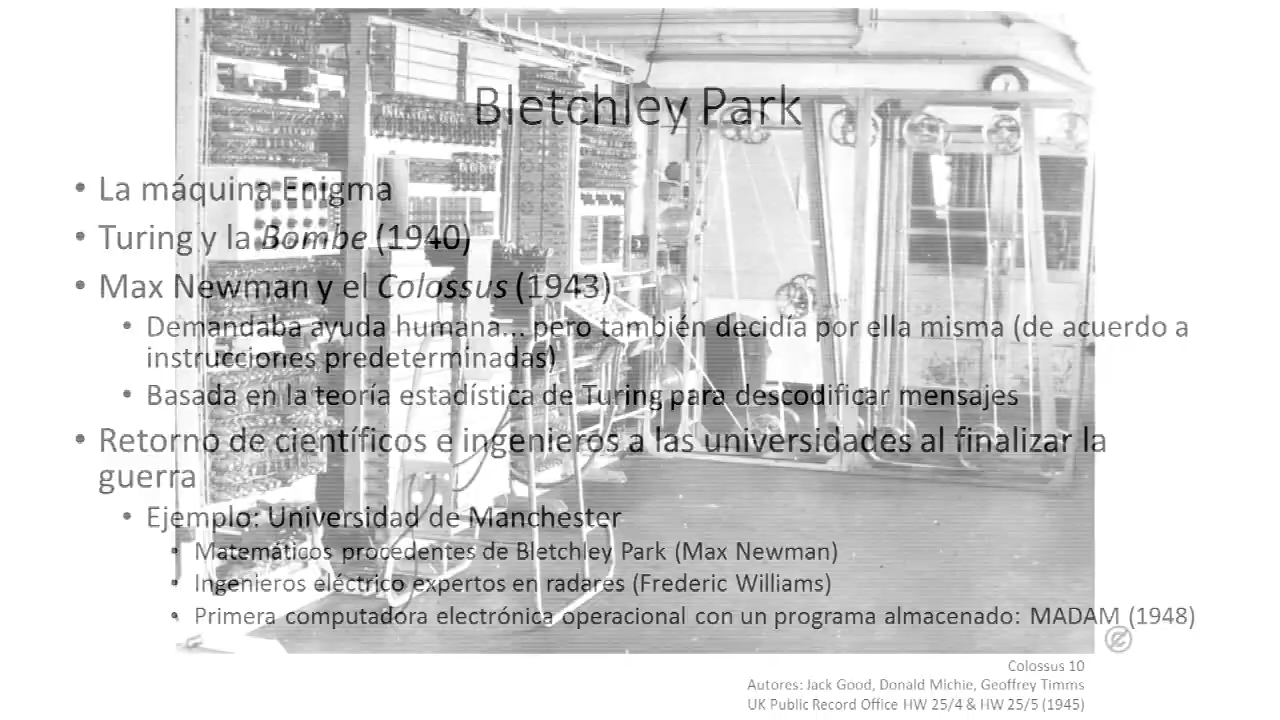 Bletchley Park
• La máquina Enigma
• Turing y la Bombe (1940)
• Max Newman y el Colossus (1943)
• Demandaba ayuda humana... pero también decidía por ella misma (de acuerdo a
instrucciones predeterminadas)
• Basada en la teoría estadística de Turing para descodificar mensajes
• Retorno de científicos e ingenieros a las universidades al finalizar la
guerra
• Ejemplo: Universidad de Manchester
• Matemáticos procedentes de Bletchley Park (Max Newman)
• Ingenieros eléctrico expertos en radares (Frederic Williams)
• Primera computadora electrónica operacional con un programa almacenado: MADAM (1948)
Colossus 10
Autores: Jack Good, Donald Michie, Geoffrey Timms
UK Public Record Office HW 25/4 & HW 25/5 (1945)